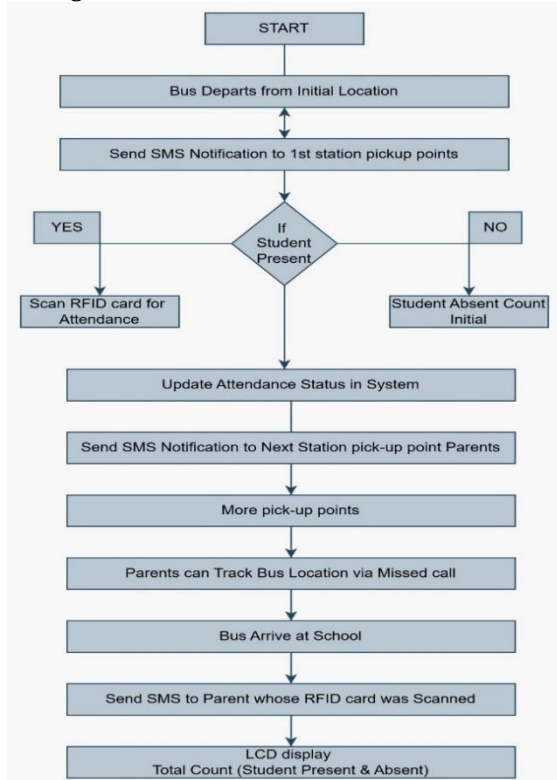 START
Bus Departs from Initial Location
Send SMS Notification to 1st station pickup points
YES
If
Student
Present
NO
Scan RFID card for
Attendance
Student Absent Count
Initial
Update Attendance Status in System
Send SMS Notification to Next Station pick-up point Parents
More pick-up points
Parents can Track Bus Location via Missed call
Bus Arrive at School
Send SMS to Parent whose RFID card was Scanned
LCD display
Total Count (Student Present & Absent)